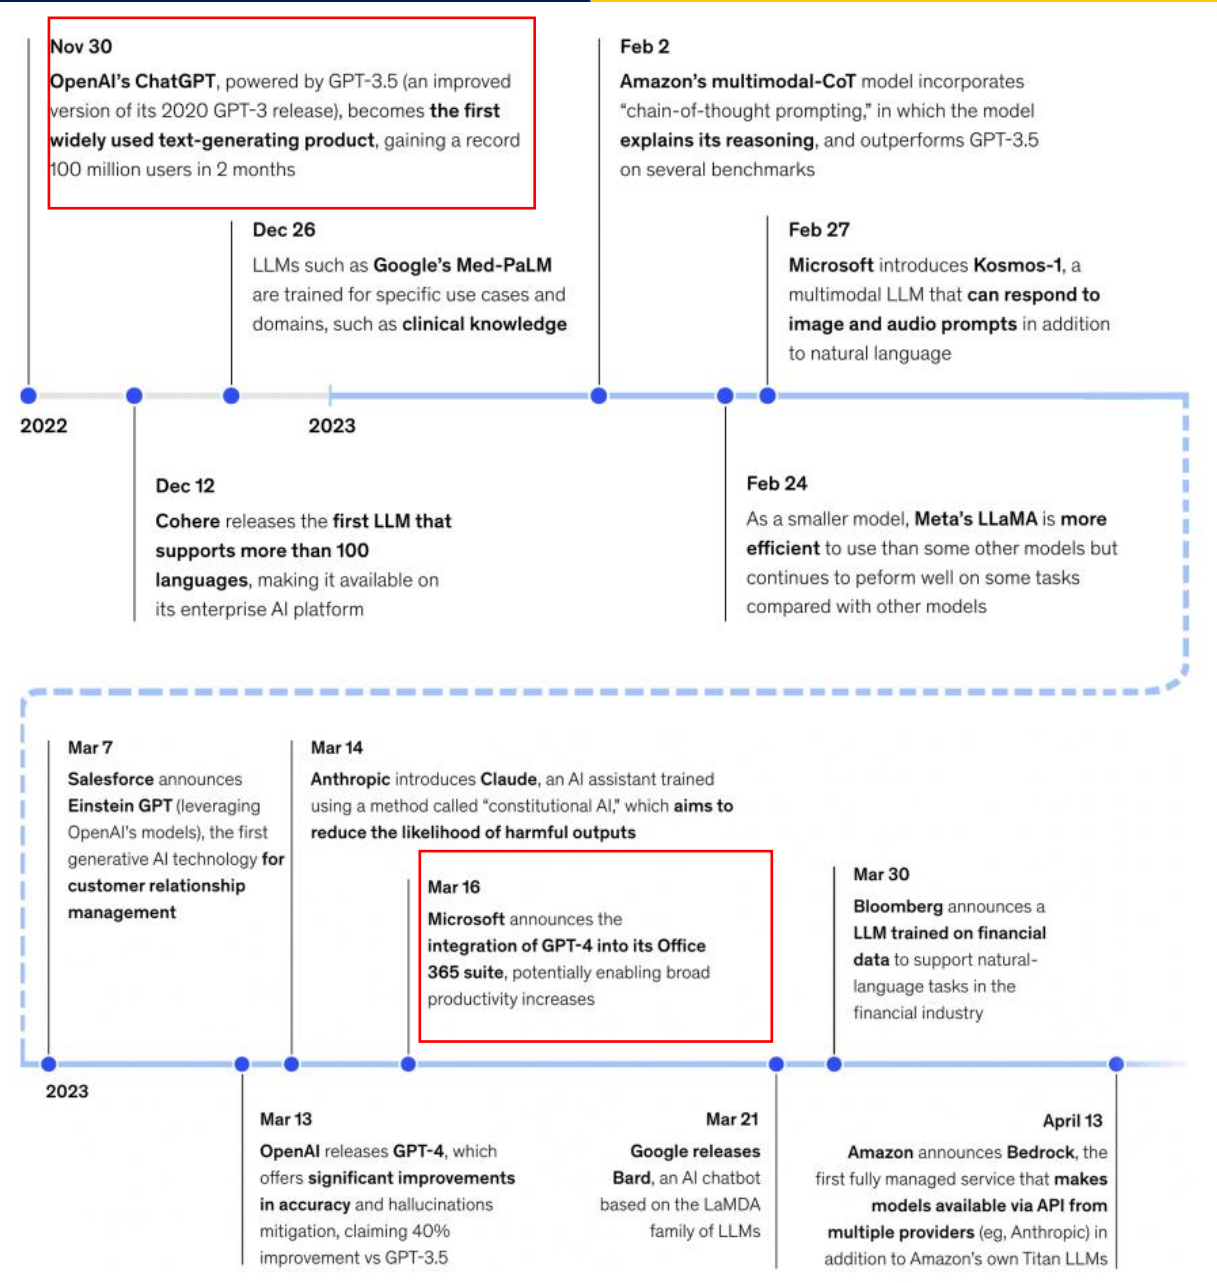 Nov 30
OpenAI’s ChatGPT, powered by GPT-3.5 (an improved
version of its 2020 GPT-3 release), becomes the first
widely used text-generating product, gaining a record
100 million users in 2 months
Feb 2
Amazon’s multimodal-CoT model incorporates
“chain-of-thought prompting,” in which the model
explains its reasoning, and outperforms GPT-3.5
on several benchmarks
Dec 26
LLMs such as Google’s Med-PaLM
are trained for specific use cases and
domains, such as clinical knowledge
Feb 27
Microsoft introduces Kosmos-1, a
multimodal LLM that can respond to
image and audio prompts in addition
to natural language
2022
2023
Dec 12
Cohere releases the first LLM that
supports more than 100
languages, making it available on
its enterprise AI platform
Feb 24
As a smaller model, Meta’s LLaMA is more
efficient to use than some other models but
continues to peform well on some tasks
compared with other models
Mar 7
Salesforce announces
Einstein GPT (leveraging
OpenAI’s models), the first
generative AI technology for
customer relationship
management
Mar 14
Anthropic introduces Claude, an AI assistant trained
using a method called “constitutional AI,” which aims to
reduce the likelihood of harmful outputs
Mar 16
Microsoft announces the
integration of GPT-4 into its Office
365 suite, potentially enabling broad
productivity increases
Mar 30
Bloomberg announces a
LLM trained on financial
data to support natural-
language tasks in the
financial industry
2023
Mar 13
OpenAI releases GPT-4, which
offers significant improvements
in accuracy and hallucinations
mitigation, claiming 40%
improvement vs GPT-3.5
Mar 21
Google releases
Bard, an AI chatbot
based on the LaMDA
family of LLMs
April 13
Amazon announces Bedrock, the
first fully managed service that makes
models available via API from
multiple providers (eg, Anthropic) in
addition to Amazon’s own Titan LLMs